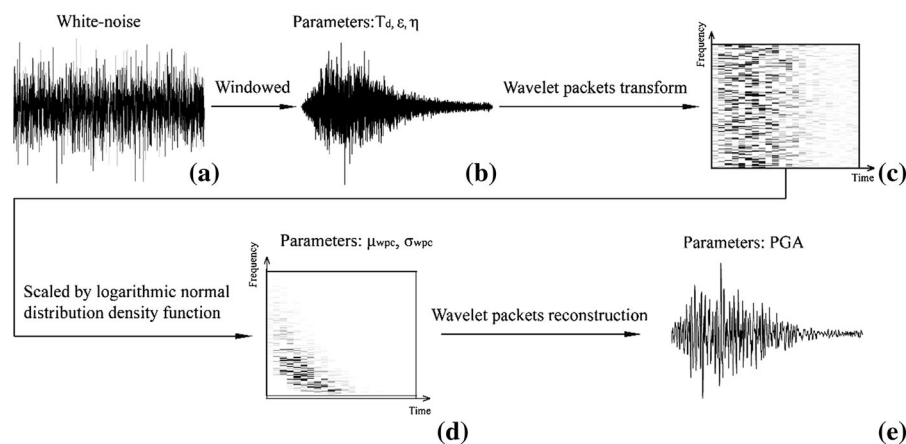 White-noise
Parameters:Td, ε, η
Windowed
Wavelet packets transform
Frequency
Time
(a)
(b)
(c)
Parameters: μwpc, σwpc
Parameters: PGA
Frequency
Scaled by logarithmic normal
distribution density function
Wavelet packets reconstruction
Time
(d)
(e)